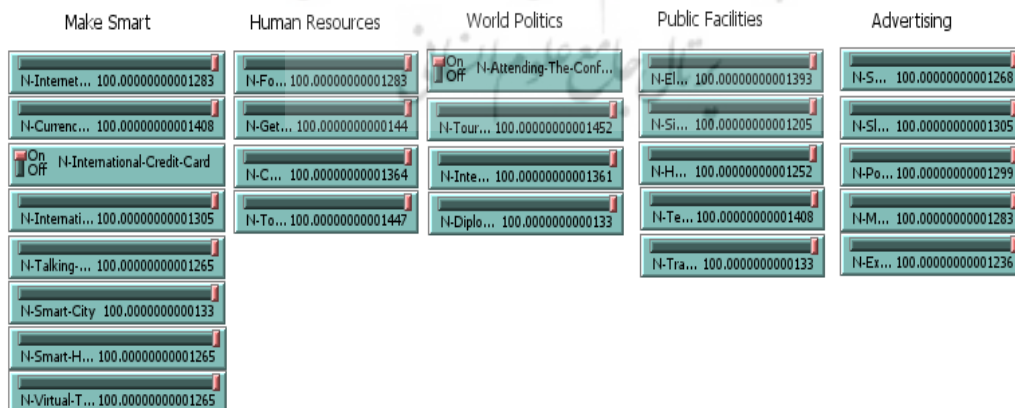 Make Smart
N-Internet... 100.00000000001283
N-Currenc... 100.00000000001408
On
Off
N-International-Credit-Card
N-Internati... 100.00000000001305
N-Talking-... 100.00000000001265
N-Smart-City 100.0000000000133
N-Smart-H... 100.00000000001265
N-Virtual-T... 100.00000000001265
Human Resources
N-Fo... 100.00000000001283
N-Get... 100.0000000000144
N-C... 100.00000000001364
N-To... 100.00000000001447
World Politics
On
Off
N-Attending-The-Conf...
N-Tour... 100.00000000001452
N-Inte... 100.00000000001361
N-Diplo... 100.0000000000133
Public Facilities
N-El... 100.00000000001393
N-Si... 100.00000000001205
N-H... 100.00000000001252
N-Te... 100.00000000001408
N-Tra... 100.0000000000133
Advertising
N-S... 100.00000000001268
N-Sl... 100.00000000001305
N-Po... 100.00000000001299
N-M... 100.00000000001283
N-Ex... 100.00000000001236